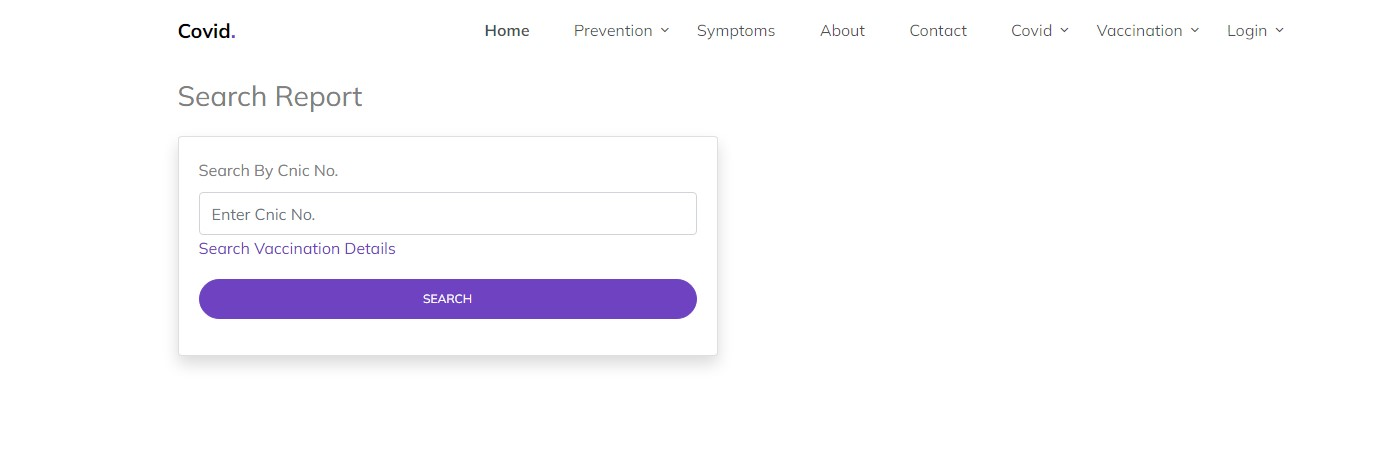 Covid. Home Prevention Symptoms About Contact Covid Vaccination Login
Search Report
Search By Cnic No.
Enter Cnic No.
Search Vaccination Details
SEARCH